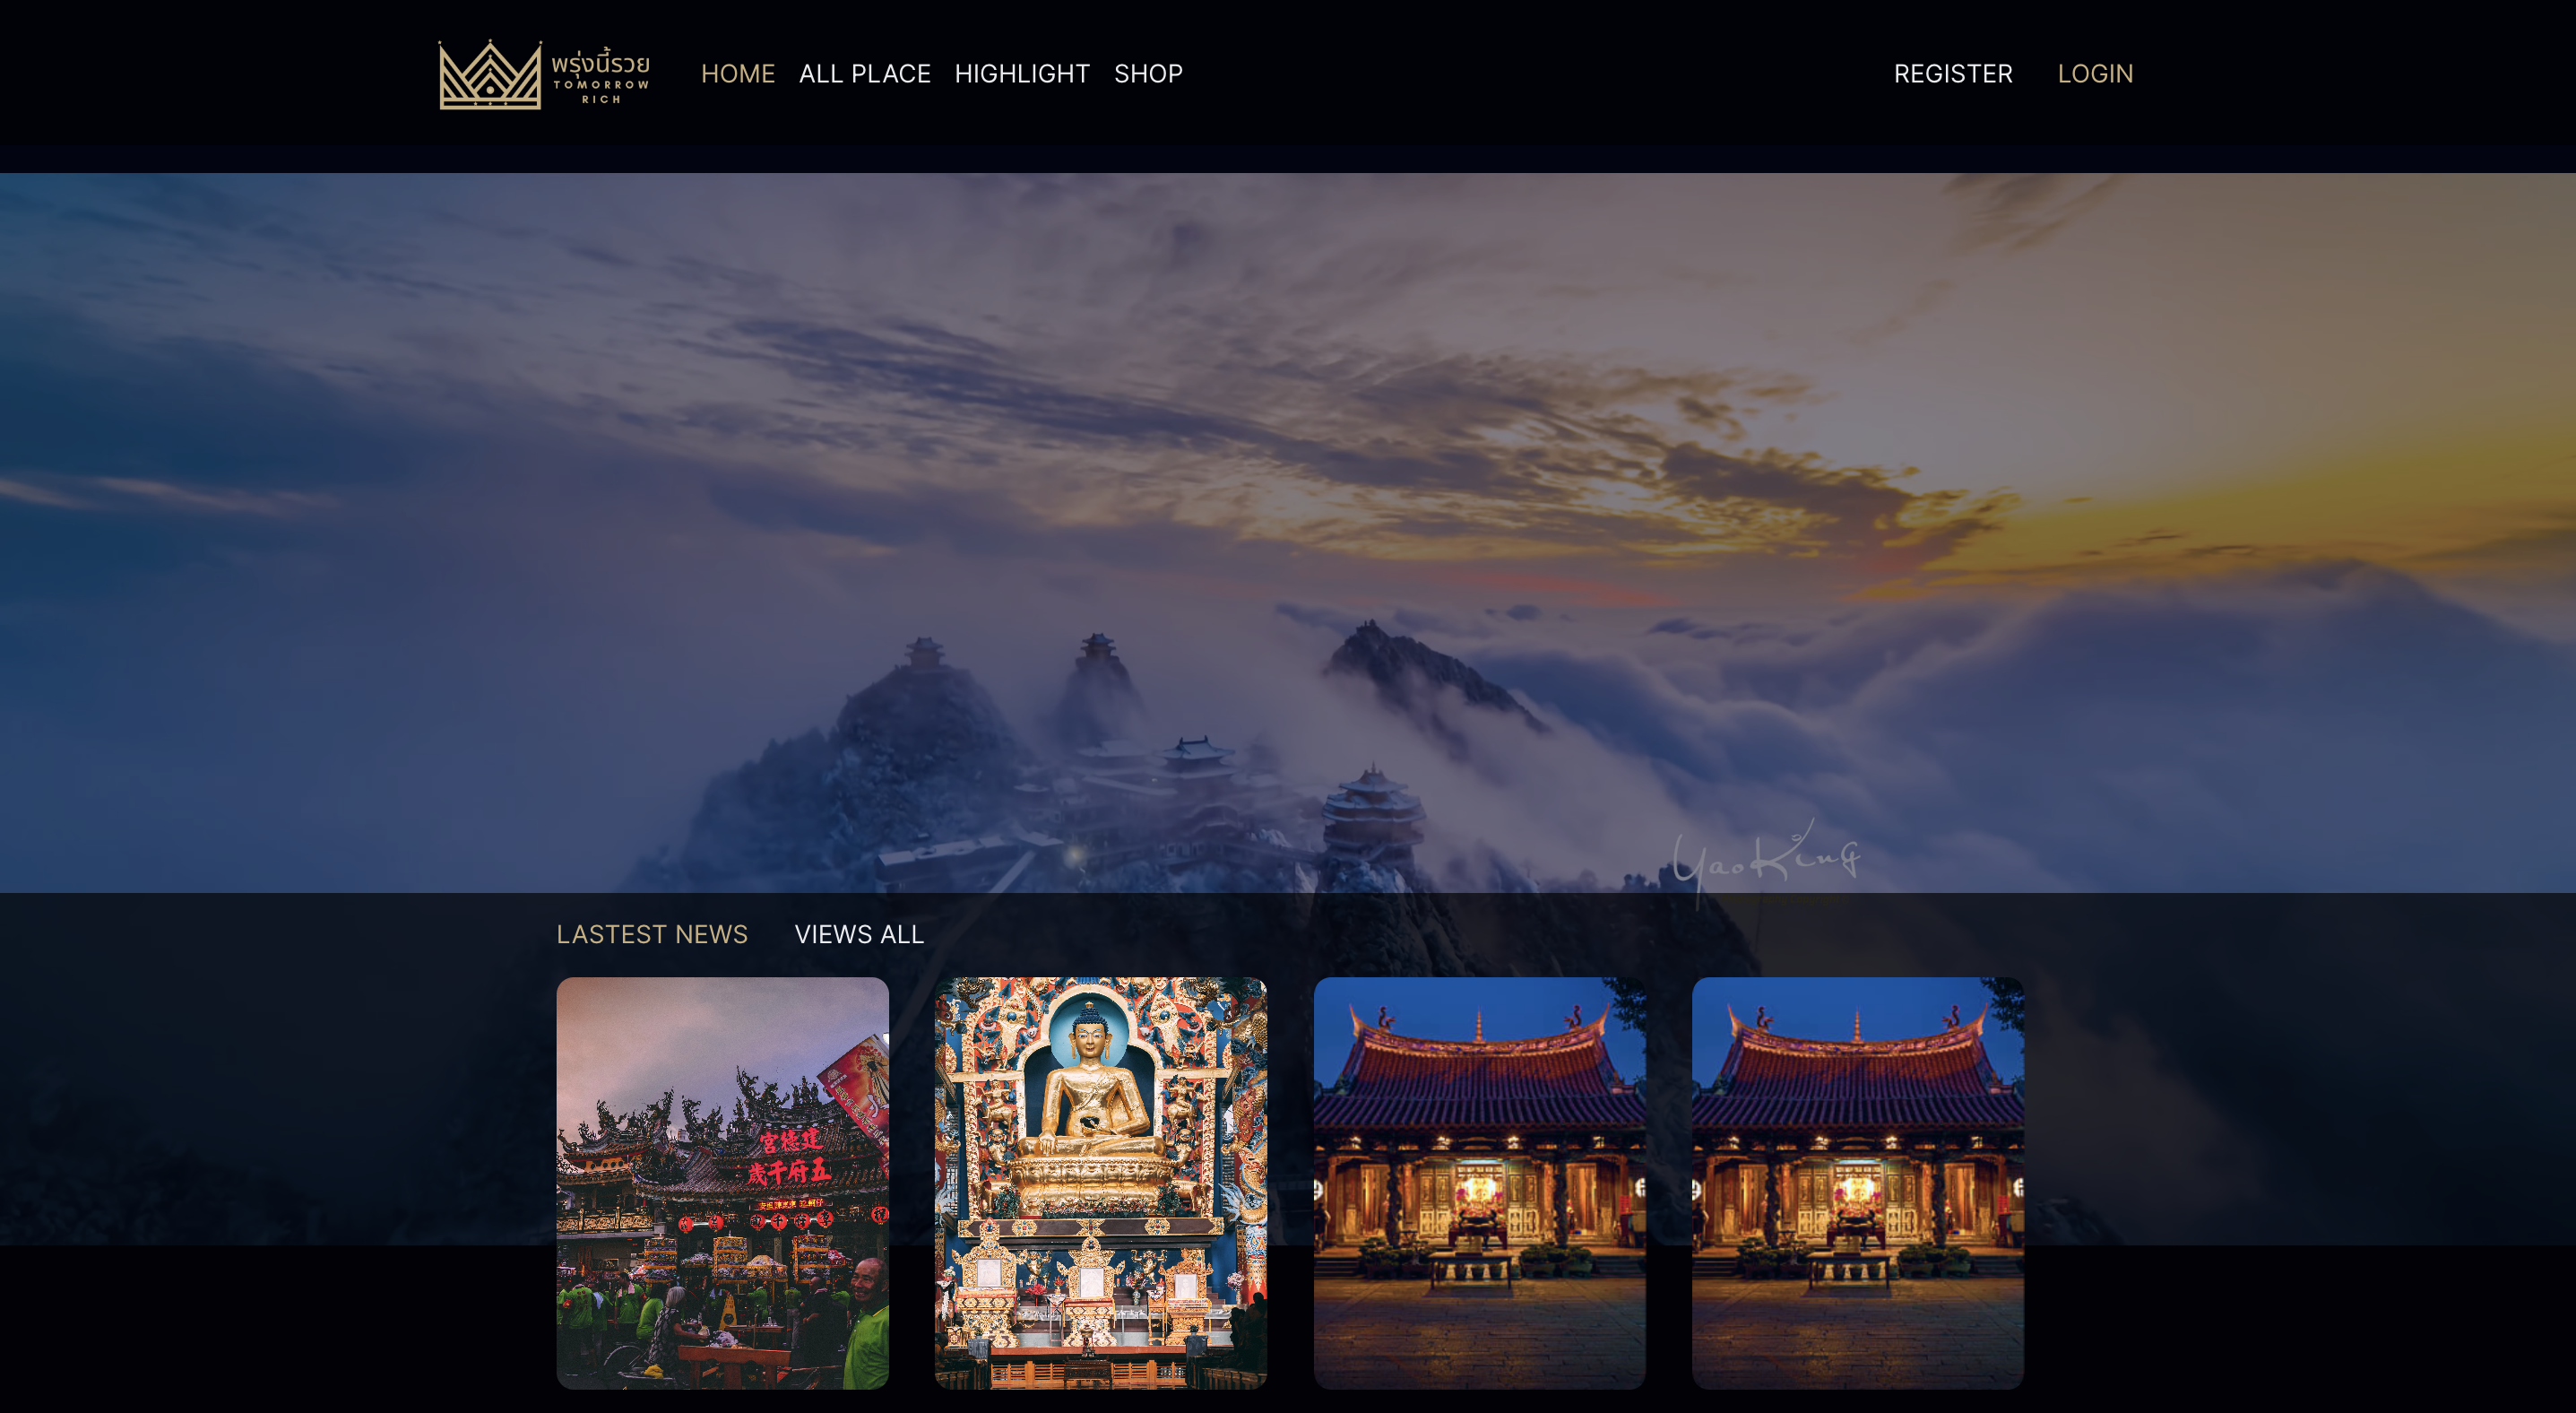 พรุ่งนี้รวย
TOMORROW
RICH
HOME
ALL PLACE
HIGHLIGHT
SHOP
REGISTER
LOGIN
YaoKing
LASTEST NEWS
VIEWS ALL
宮德建
歲千府五